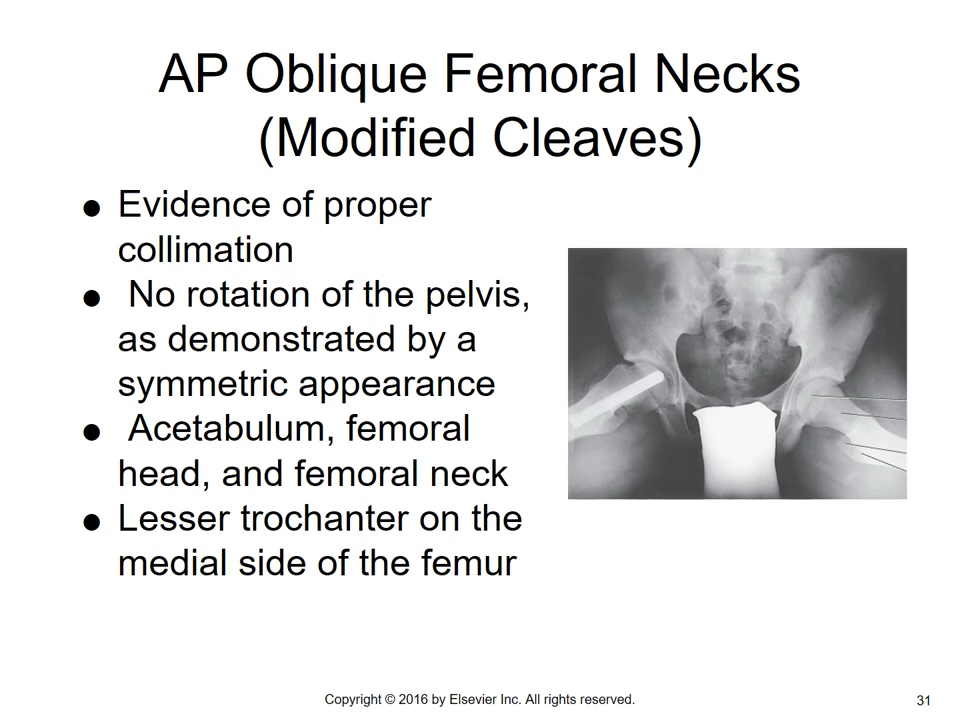 AP Oblique Femoral Necks
(Modified Cleaves)
● Evidence of proper
collimation
● No rotation of the pelvis,
as demonstrated by a
symmetric appearance
● Acetabulum, femoral
head, and femoral neck
● Lesser trochanter on the
medial side of the femur
Copyright © 2016 by Elsevier Inc. All rights reserved.
31